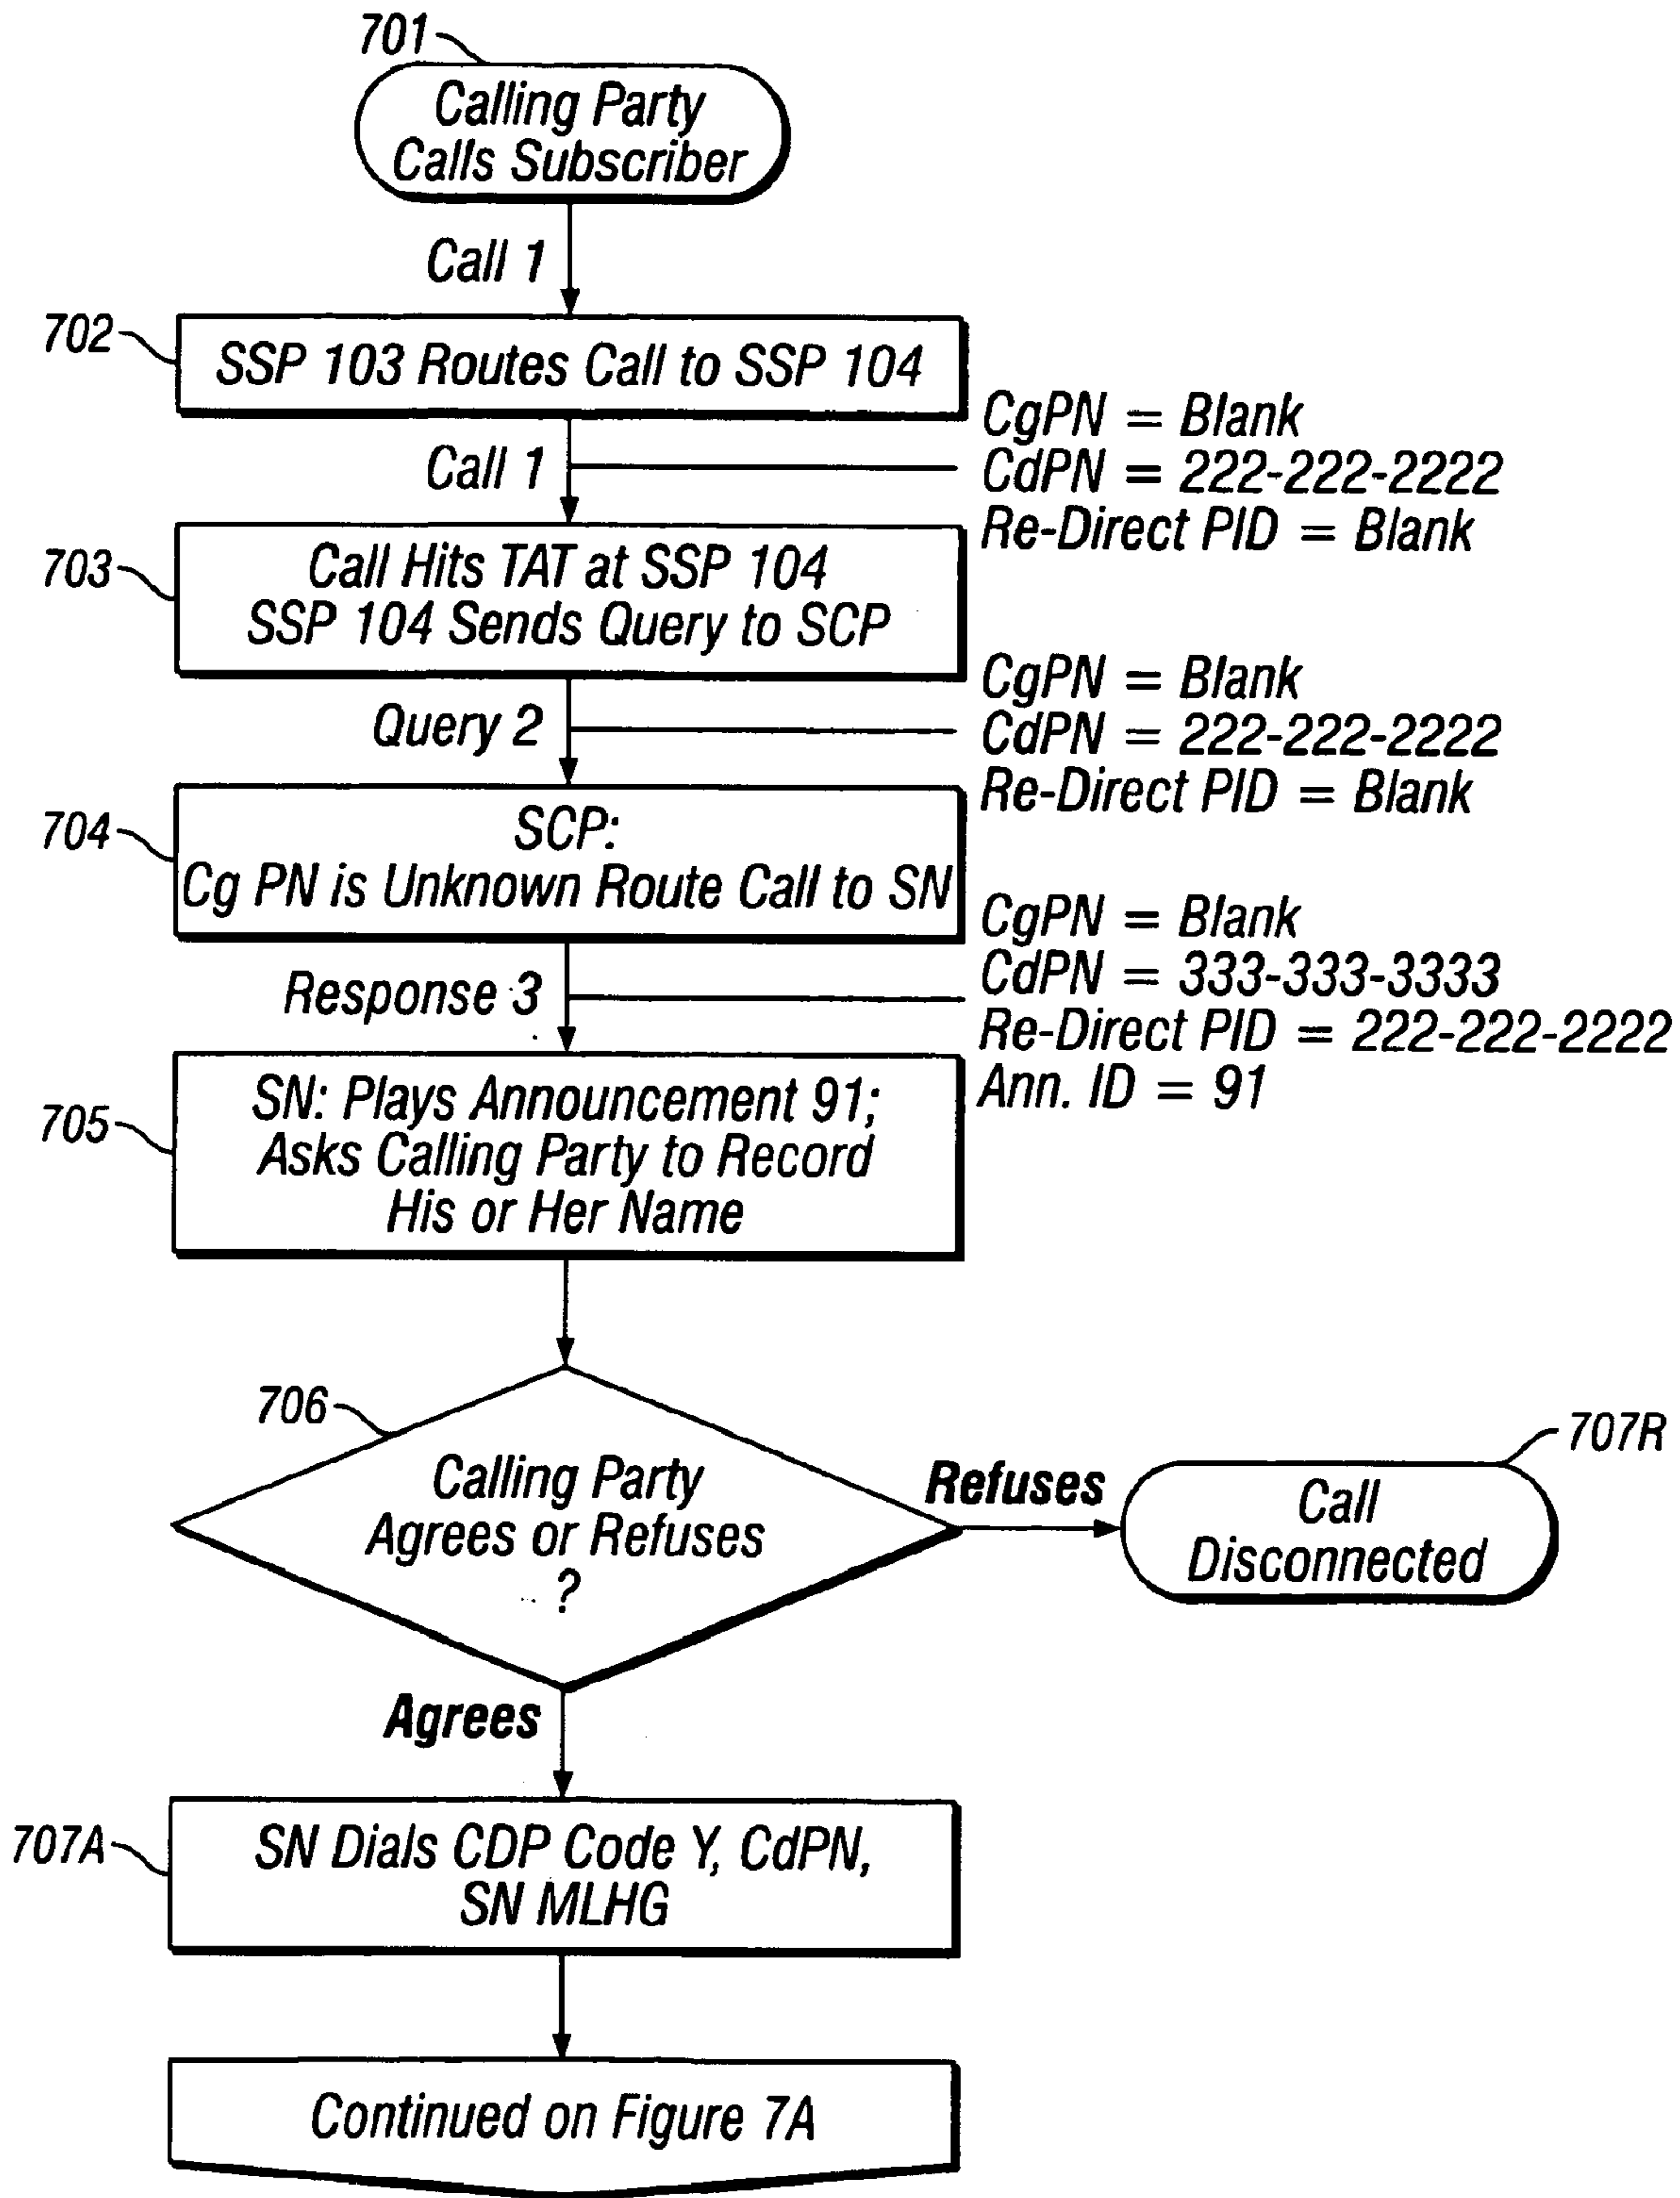 701
Calling Party
Calls Subscriber
Call 1
702
SSP 103 Routes Call to SSP 104
Call 1
CgPN = Blank
CdPN = 222-222-2222
Re-Direct PID = Blank
703
Call Hits TAT at SSP 104
SSP 104 Sends Query to SCP
Query 2
CgPN = Blank
CdPN = 222-222-2222
Re-Direct PID = Blank
704
SCP:
Cg PN is Unknown Route Call to SN
Response 3
CgPN = Blank
CdPN = 333-333-3333
Re-Direct PID = 222-222-2222
Ann. ID = 91
705
SN: Plays Announcement 91;
Asks Calling Party to Record
His or Her Name
706
Calling Party
Agrees or Refuses
?
Refuses
707R
Call
Disconnected
Agrees
707A
SN Dials CDP Code Y, CdPN,
SN MLHG
Continued on Figure 7A